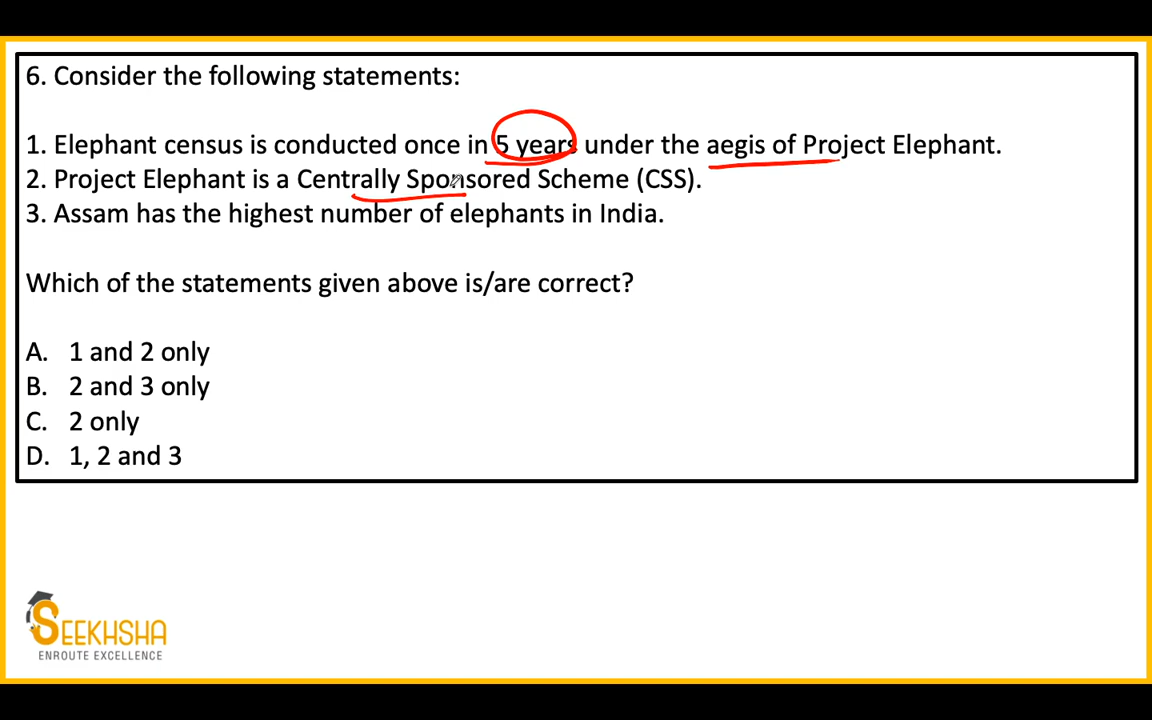 6. Consider the following statements:
1. Elephant census is conducted once in 5 years under the aegis of Project Elephant.
2. Project Elephant is a Centrally Sponsored Scheme (CSS).
3. Assam has the highest number of elephants in India.
Which of the statements given above is/are correct?
A. 1 and 2 only
B. 2 and 3 only
C. 2 only
D. 1, 2 and 3
SEEKHSHA
ENROUTE EXCELLENCE